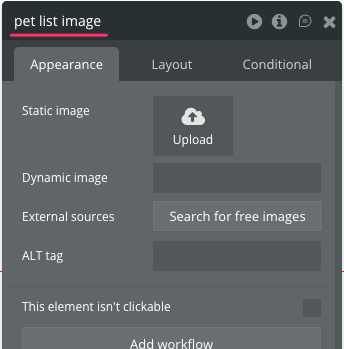 pet list image
Appearance Layout Conditional
Static image
Upload
Dynamic image
External sources Search for free images
ALT tag
This element isn't clickable
Add workflow